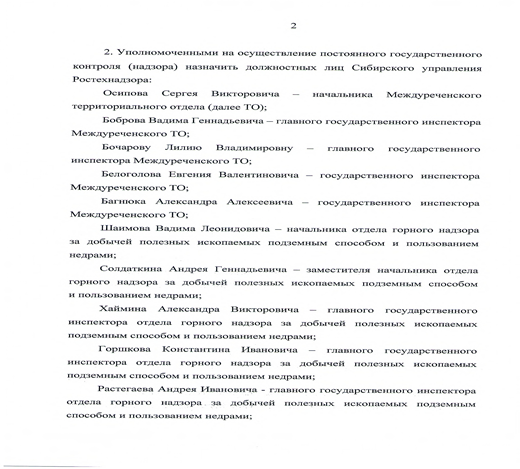 2
2. Уполномоченными на осуществление постоянного государственного
контроля (надзора) назначить должностных лиц Сибирского управления
Ростехнадзора:
Осипова Сергея Викторовича – начальника Междуреченского
территориального отдела (далее ТО);
Боброва Вадима Геннадьевича – главного государственного инспектора
Междуреченского ТО;
Бочарову Лилию Владимировну – главного государственного
инспектора Междуреченского ТО;
Белоголова Евгения Валентиновича – государственного инспектора
Междуреченского ТО;
Багнюка Александра Алексеевича – государственного инспектора
Междуреченского ТО;
Шаимова Вадима Леонидовича – начальника отдела горного надзора
за добычей полезных ископаемых подземным способом и пользованием
недрами;
Солдаткина Андрея Геннадьевича – заместителя начальника отдела
горного надзора за добычей полезных ископаемых подземным способом
и пользованием недрами;
Хаймина Александра Викторовича – главного государственного
инспектора отдела горного надзора за добычей полезных ископаемых
подземным способом и пользованием недрами;
Горшкова Константина Ивановича – главного государственного
инспектора отдела горного надзора за добычей полезных ископаемых
подземным способом и пользованием недрами;
Растегаева Андрея Ивановича - главного государственного инспектора
отдела горного надзора за добычей полезных ископаемых подземным
способом и пользованием недрами;